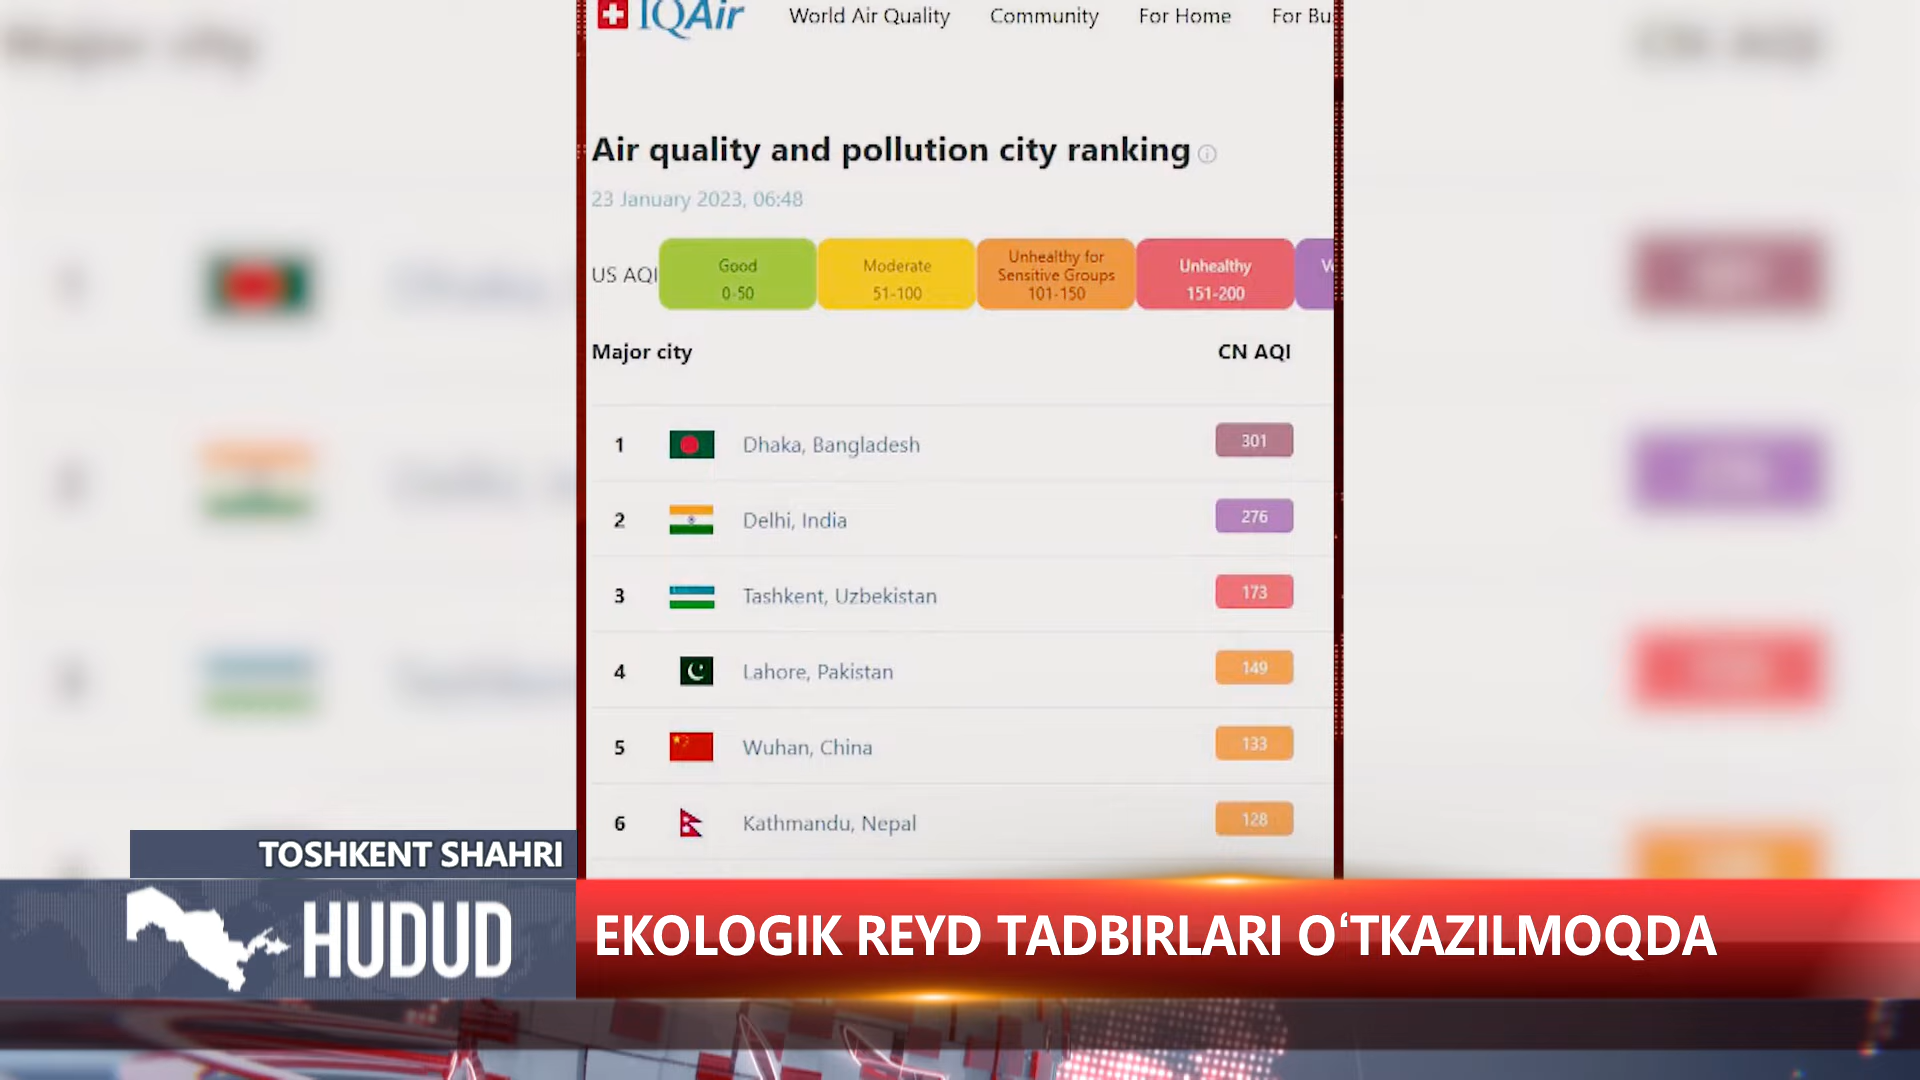 IQAir World Air Quality Community For Home For Bu
Air quality and pollution city ranking
23 January 2023, 06:48
US AQI
Good
0-50
Moderate
51-100
Unhealthy for
Sensitive Groups
101-150
Unhealthy
151-200
Major city CN AQI
1 Dhaka, Bangladesh 301
2 Delhi, India 276
3 Tashkent, Uzbekistan 173
4 Lahore, Pakistan 149
5 Wuhan, China 133
6 Kathmandu, Nepal 128
TOSHKENT SHAHRI
HUDUD
EKOLOGIK REYD TADBIRLARI OʻTKAZILMOQDA